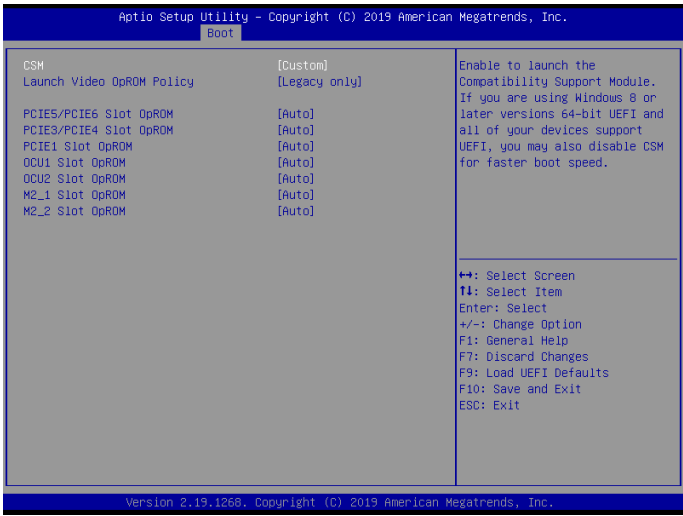 Aptio Setup Utility – Copyright (C) 2019 American Megatrends, Inc.
Boot
CSM [Custom]
Launch Video OpROM Policy [Legacy only]
PCIE5/PCIE6 Slot OpROM [Auto]
PCIE3/PCIE4 Slot OpROM [Auto]
PCIE1 Slot OpROM [Auto]
OCU1 Slot OpROM [Auto]
OCU2 Slot OpROM [Auto]
M2_1 Slot OpROM [Auto]
M2_2 Slot OpROM [Auto]
Enable to launch the
Compatibility Support Module.
If you are using Windows 8 or
later versions 64-bit UEFI and
all of your devices support
UEFI, you may also disable CSM
for faster boot speed.
↔: Select Screen
↑↓: Select Item
Enter: Select
+/-: Change Option
F1: General Help
F7: Discard Changes
F9: Load UEFI Defaults
F10: Save and Exit
ESC: Exit
Version 2.19.1268. Copyright (C) 2019 American Megatrends, Inc.